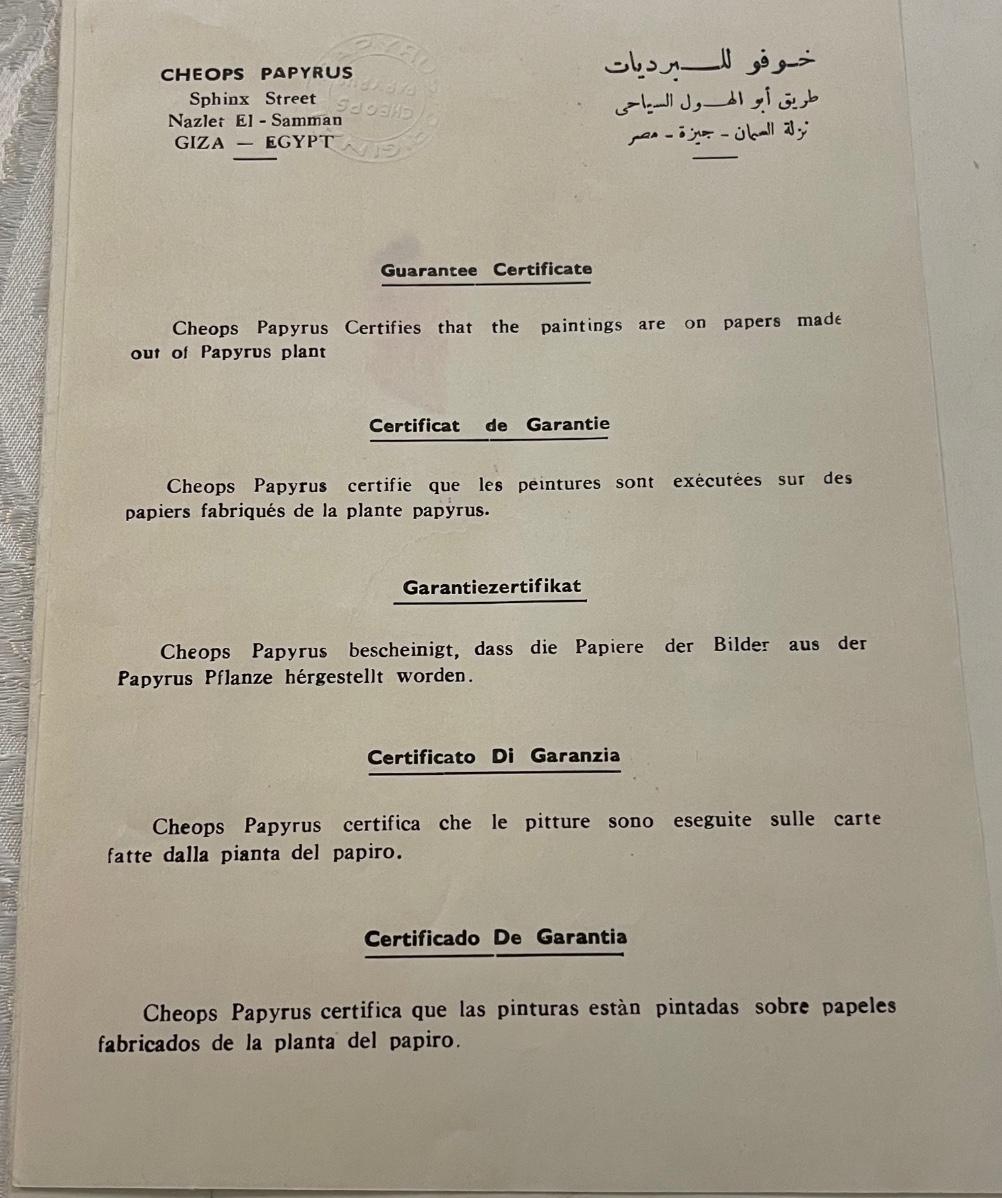 CHEOPS PAPYRUS
Sphinx Street
Nazlet El - Samman
GIZA — EGYPT
خــوفو للــــبرديات
طريق أبو الهــول السياحى
نزلة السمان - جيزة - مصر
CHEOPS
Guarantee Certificate
Cheops Papyrus Certifies that the paintings are on papers made
out of Papyrus plant
Certificat de Garantie
Cheops Papyrus certifie que les peintures sont exécutées sur des
papiers fabriqués de la plante papyrus.
Garantiezertifikat
Cheops Papyrus bescheinigt, dass die Papiere der Bilder aus der
Papyrus Pflanze hérgestellt worden.
Certificato Di Garanzia
Cheops Papyrus certifica che le pitture sono eseguite sulle carte
fatte dalla pianta del papiro.
Certificado De Garantia
Cheops Papyrus certifica que las pinturas estàn pintadas sobre papeles
fabricados de la planta del papiro.